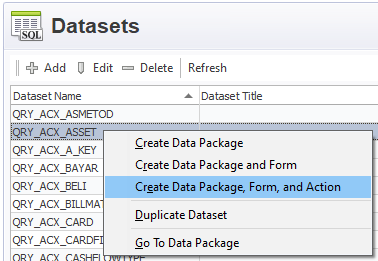 SQL
Datasets
Add Edit Delete Refresh
Dataset Name Dataset Title
QRY_ACX_ASMETOD
QRY_ACX_ASSET
QRY_ACX_A_KEY
QRY_ACX_BAYAR
QRY_ACX_BELI
QRY_ACX_BILLMA
QRY_ACX_CARD
QRY_ACX_CARDFI
QRY_ACX_CASHFLOWTYPE
Create Data Package
Create Data Package and Form
Create Data Package, Form, and Action
Duplicate Dataset
Go To Data Package